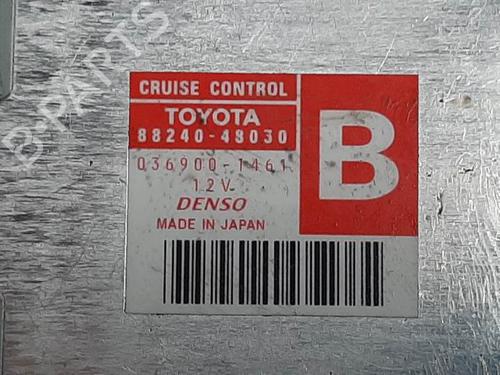 B-PARTS
CRUISE CONTROL
TOYOTA
88240-48030
036900-1461
12V
DENSO
MADE IN JAPAN
B